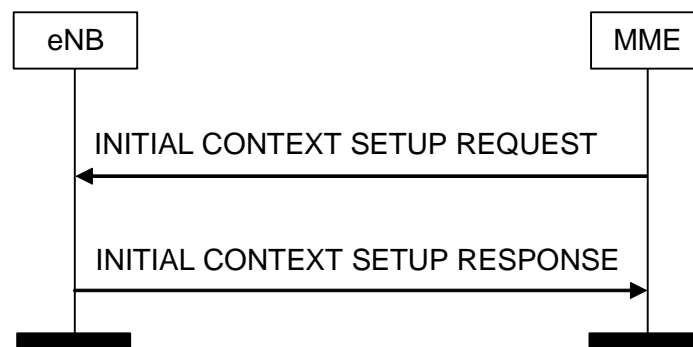 eNB
MME
INITIAL CONTEXT SETUP REQUEST
INITIAL CONTEXT SETUP RESPONSE